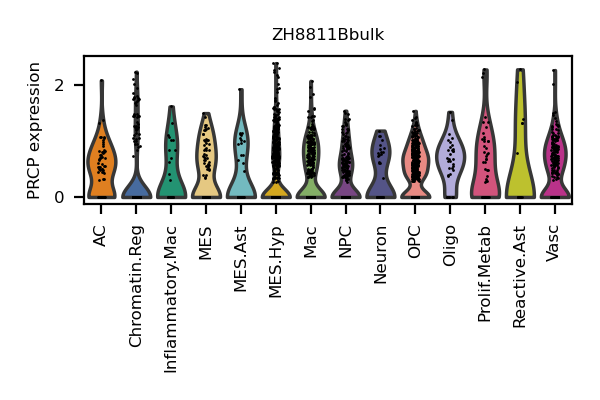 ZH8811Bbulk
PRCP expression
2
0
AC
Chromatin.Reg
Inflammatory.Mac
MES
MES.Ast
MES.Hyp
Mac
NPC
Neuron
OPC
Oligo
Prolif.Metab
Reactive.Ast
Vasc